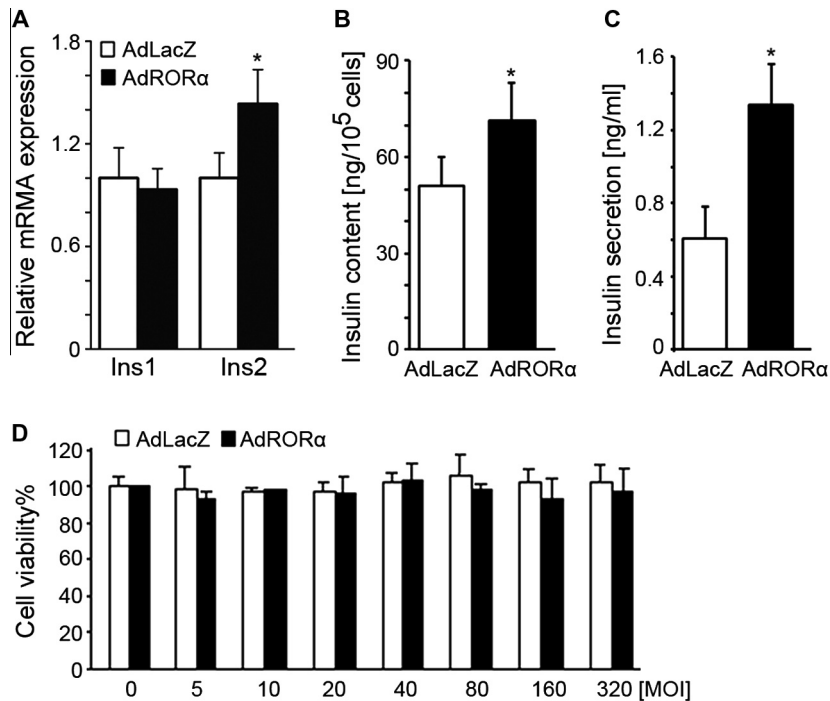 A
Relative mRMA expression
1.8
1.2
0.6
0
AdLacZ
AdRORα
*
Ins1 Ins2
B
Insulin content [ng/10⁵ cells]
90
60
30
0
*
AdLacZ AdRORα
C
Insulin secretion [ng/ml]
1.6
1.2
0.8
0.4
0
*
AdLacZ AdRORα
D
Cell viability%
AdLacZ AdRORα
120
100
80
60
40
20
0
0 5 10 20 40 80 160 320 [MOI]